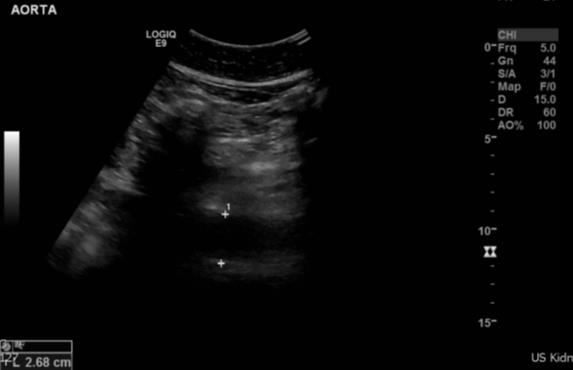 AORTA
LOGIQ
E9
CHI
Frq 5.0
Gn 44
S/A 3/1
Map F/0
D 15.0
DR 60
AO% 100
0
5
10
15
1
L 2.68 cm
US Kidn